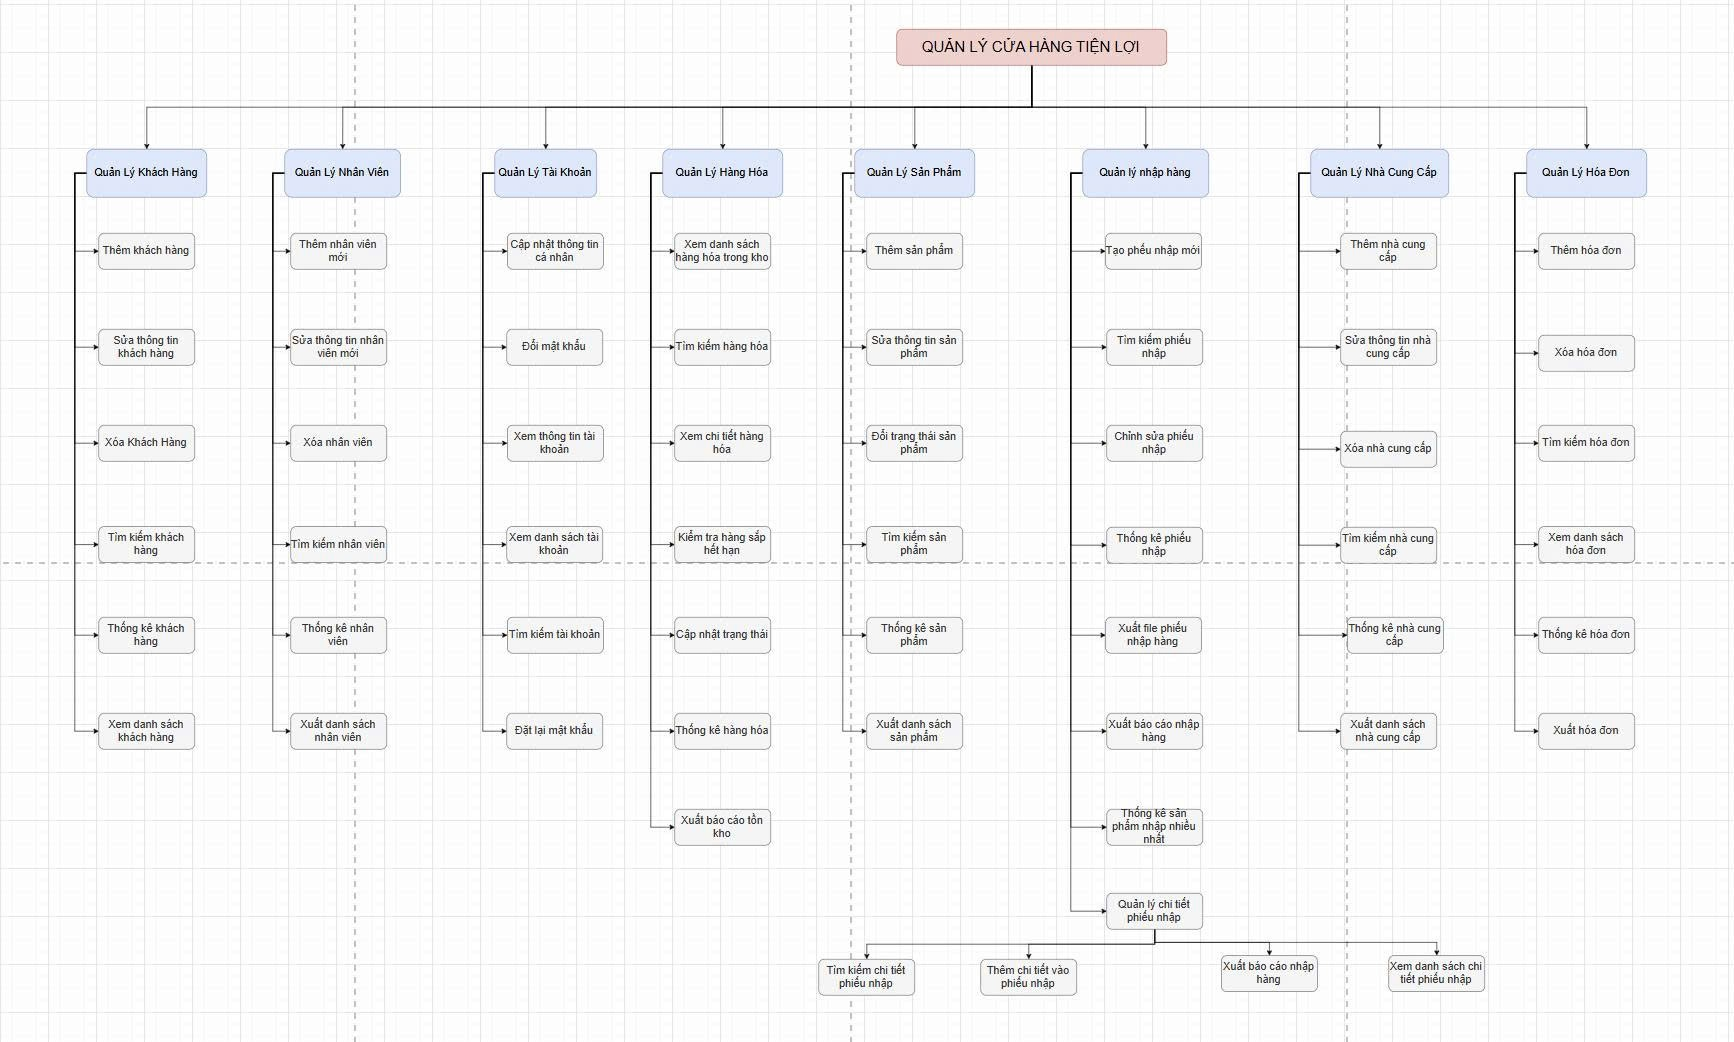 QUẢN LÝ CỬA HÀNG TIỆN LỢI
Quản Lý Khách Hàng
Quản Lý Nhân Viên
Quản Lý Tài Khoản
Quản Lý Hàng Hóa
Quản Lý Sản Phẩm
Quản lý nhập hàng
Quản Lý Nhà Cung Cấp
Quản Lý Hóa Đơn
Thêm khách hàng
Sửa thông tin
khách hàng
Xóa Khách Hàng
Tìm kiếm khách
hàng
Thống kê khách
hàng
Xem danh sách
khách hàng
Thêm nhân viên
mới
Sửa thông tin nhân
viên mới
Xóa nhân viên
Tìm kiếm nhân viên
Thống kê nhân
viên
Xuất danh sách
nhân viên
Cập nhật thông tin
cá nhân
Đổi mật khẩu
Xem thông tin tài
khoản
Xem danh sách tài
khoản
Tìm kiếm tài khoản
Đặt lại mật khẩu
Xem danh sách
hàng hóa trong kho
Tìm kiếm hàng hóa
Xem chi tiết hàng
hóa
Kiểm tra hàng sắp
hết hạn
Cập nhật trạng thái
Thống kê hàng hóa
Xuất báo cáo tồn
kho
Thêm sản phẩm
Sửa thông tin sản
phẩm
Đổi trạng thái sản
phẩm
Tìm kiếm sản
phẩm
Thống kê sản
phẩm
Xuất danh sách
sản phẩm
Tạo phếu nhập mới
Tìm kiếm phiếu
nhập
Chỉnh sửa phiếu
nhập
Thống kê phiếu
nhập
Xuất file phiếu
nhập hàng
Xuất báo cáo nhập
hàng
Thống kê sản
phẩm nhập nhiều
nhất
Quản lý chi tiết
phiếu nhập
Tìm kiếm chi tiết
phiếu nhập
Thêm chi tiết vào
phiếu nhập
Xuất báo cáo nhập
hàng
Xem danh sách chi
tiết phiếu nhập
Thêm nhà cung
cấp
Sửa thông tin nhà
cung cấp
Xóa nhà cung cấp
Tìm kiếm nhà cung
cấp
Thống kê nhà cung
cấp
Xuất danh sách
nhà cung cấp
Thêm hóa đơn
Xóa hóa đơn
Tìm kiếm hóa đơn
Xem danh sách
hóa đơn
Thống kê hóa đơn
Xuất hóa đơn